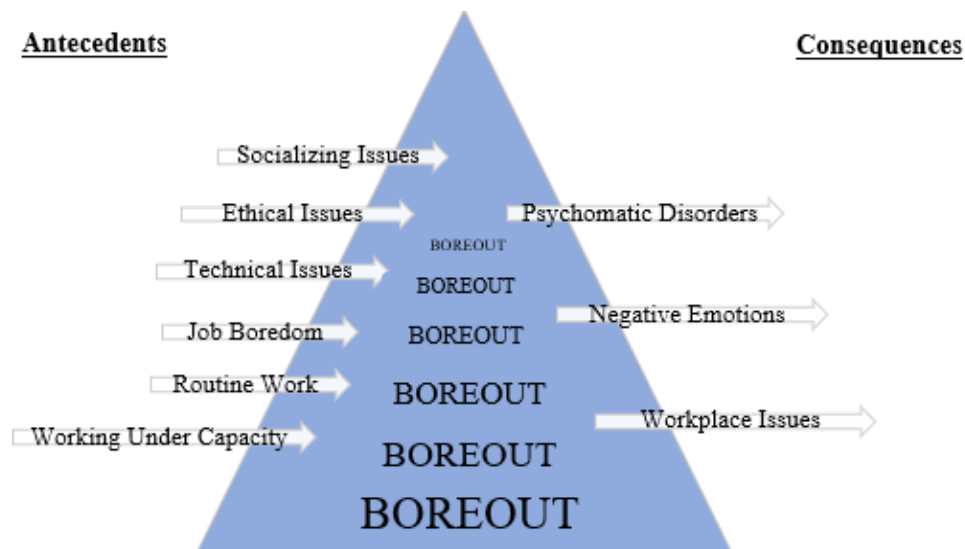 Antecedents
Consequences
Socializing Issues
Ethical Issues
Psychomatic Disorders
BOREOUT
Technical Issues
BOREOUT
Negative Emotions
Job Boredom
BOREOUT
Routine Work
BOREOUT
Workplace Issues
Working Under Capacity
BOREOUT
BOREOUT